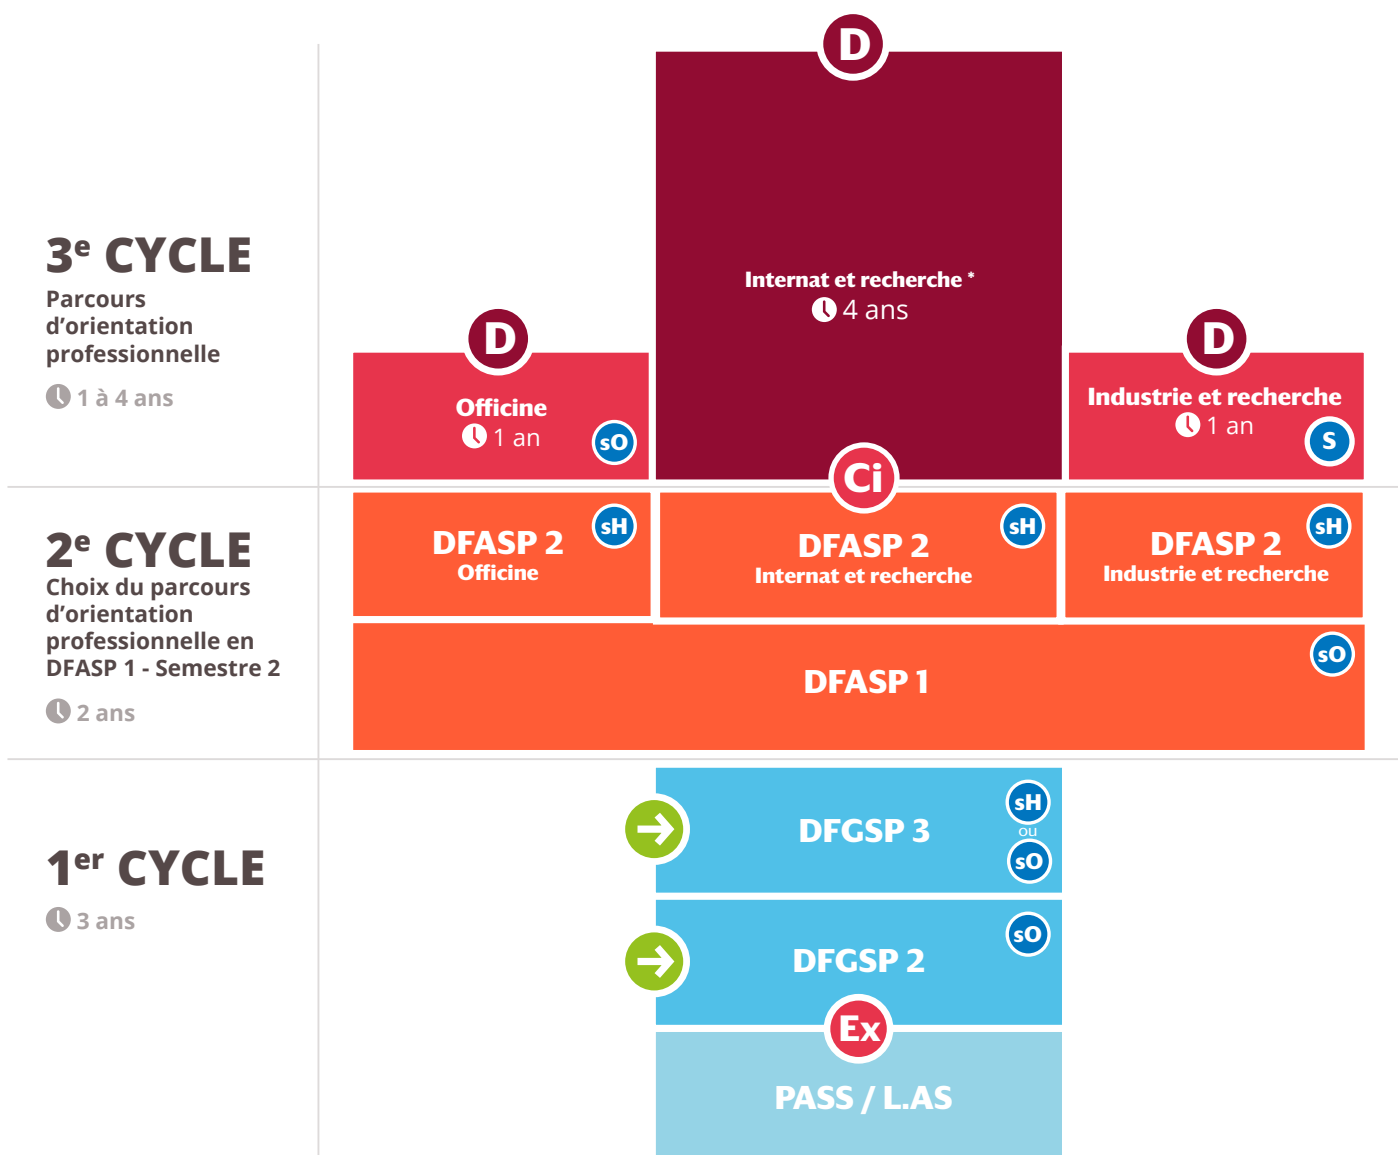 D
3e CYCLE
Parcours
d’orientation
professionnelle
1 à 4 ans
D
Officine
1 an
sO
Internat et recherche *
4 ans
D
Industrie et recherche
1 an
S
Ci
2e CYCLE
Choix du parcours
d’orientation
professionnelle en
DFASP 1 - Semestre 2
2 ans
DFASP 2
Officine
sH
DFASP 2
Internat et recherche
sH
DFASP 2
Industrie et recherche
sH
DFASP 1
sO
1er CYCLE
3 ans
DFGSP 3
sH
ou
sO
DFGSP 2
sO
Ex
PASS / L.AS